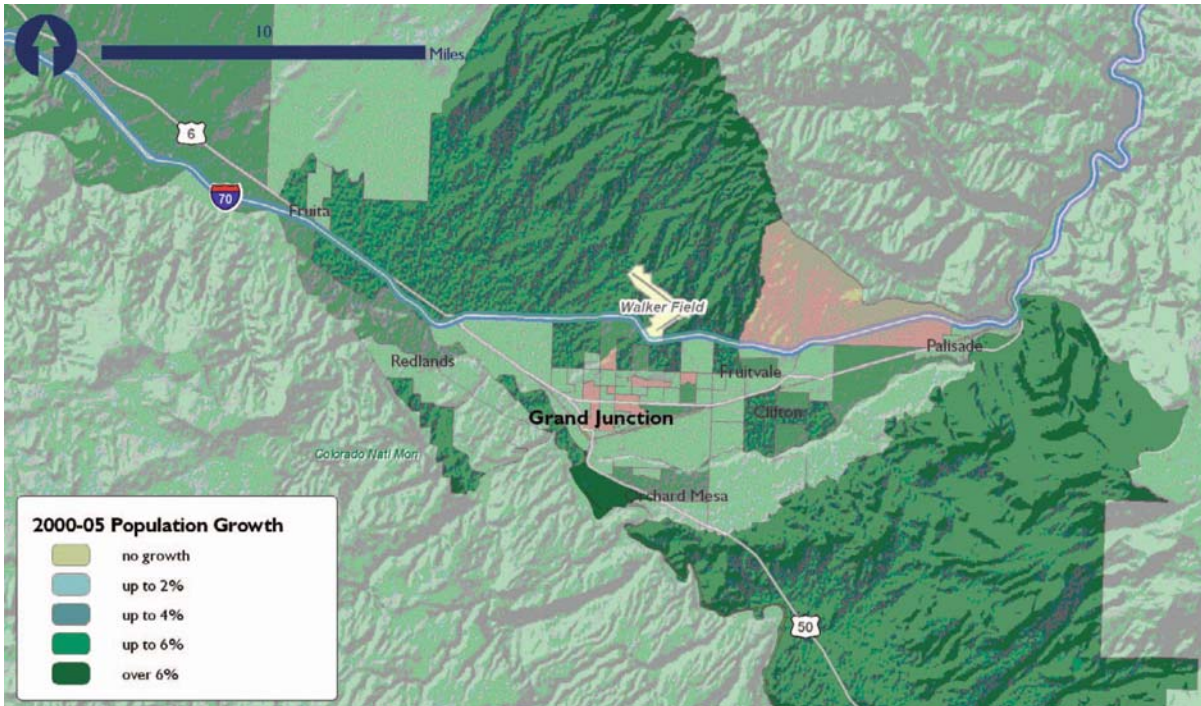 10
Miles
6
70
Fruita
Walker Field
Redlands
Fruitvale
Palisade
Grand Junction
Clifton
Colorado Natl Mon
Orchard Mesa
50
2000-05 Population Growth
no growth
up to 2%
up to 4%
up to 6%
over 6%